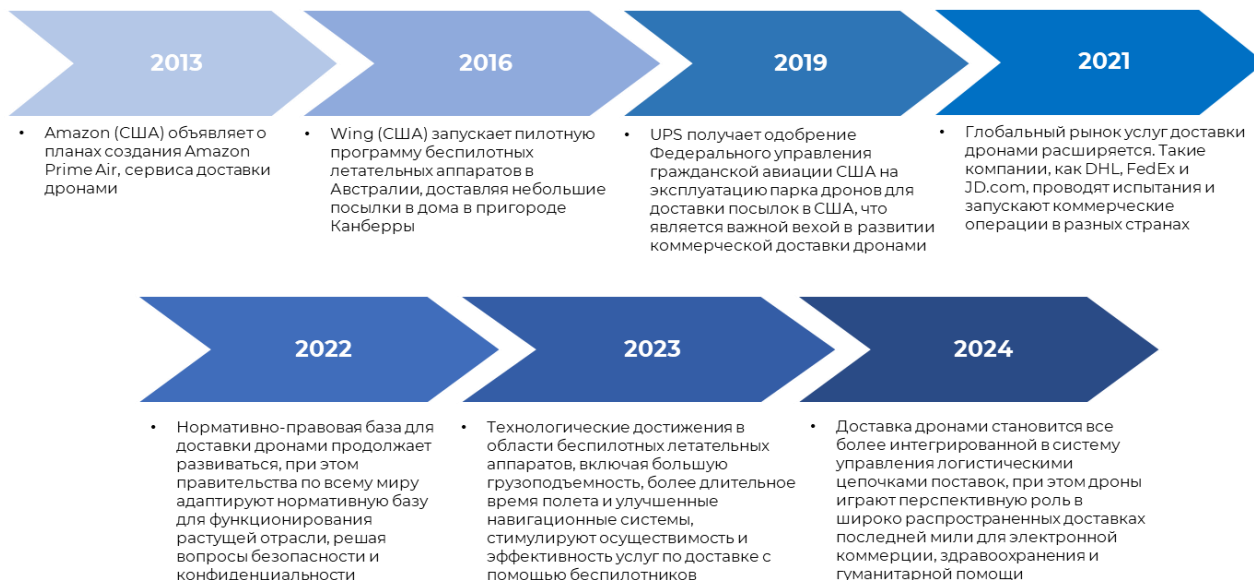 2013
2016
2019
2021
• Amazon (США) объявляет о
планах создания Amazon
Prime Air, сервиса доставки
дронами
• Wing (США) запускает пилотную
программу беспилотных
летательных аппаратов в
Австралии, доставляя небольшие
посылки в дома в пригороде
Канберры
• UPS получает одобрение
Федерального управления
гражданской авиации США на
эксплуатацию парка дронов для
доставки посылок в США, что
является важной вехой в развитии
коммерческой доставки дронами
• Глобальный рынок услуг доставки
дронами расширяется. Такие
компании, как DHL, FedEx и
JD.com, проводят испытания и
запускают коммерческие
операции в разных странах
2022
2023
2024
• Нормативно-правовая база для
доставки дронами продолжает
развиваться, при этом
правительства по всему миру
адаптируют нормативную базу
для функционирования
растущей отрасли, решая
вопросы безопасности и
конфиденциальности
• Технологические достижения в
области беспилотных летательных
аппаратов, включая большую
грузоподъемность, более длительное
время полета и улучшенные
навигационные системы,
стимулируют осуществимость и
эффективность услуг по доставке с
помощью беспилотников
• Доставка дронами становится все
более интегрированной в систему
управления логистическими
цепочками поставок, при этом дроны
играют перспективную роль в
широко распространенных доставках
последней мили для электронной
коммерции, здравоохранения и
гуманитарной помощи